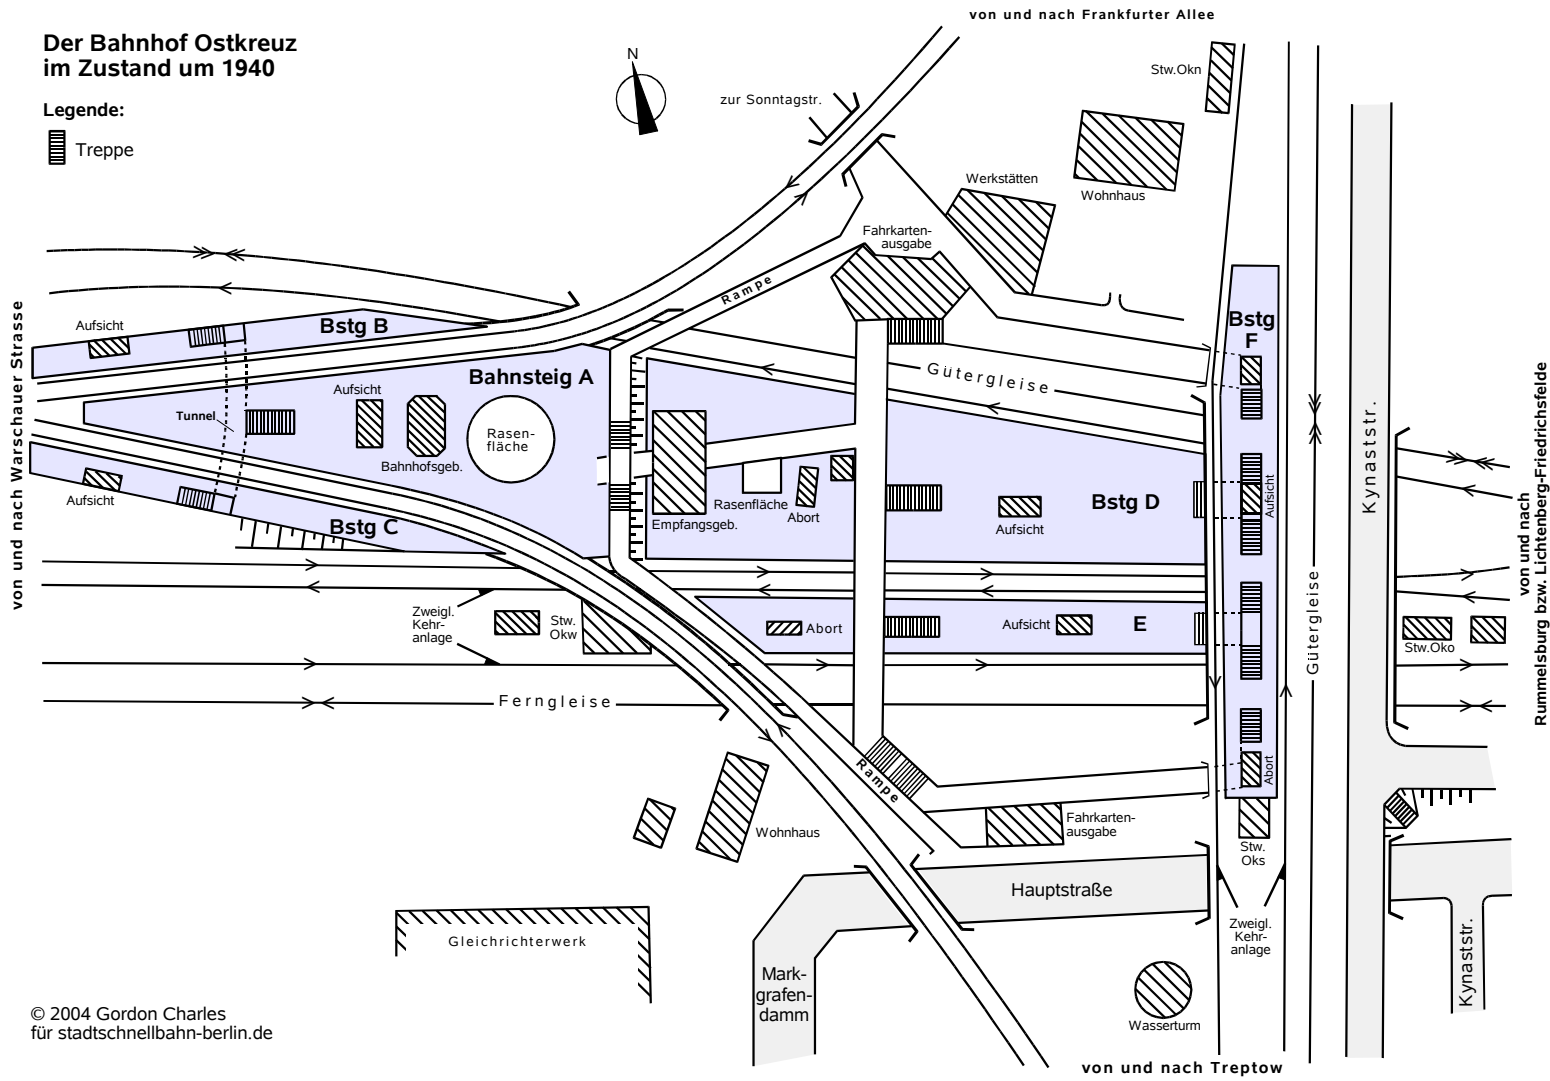 von und nach Frankfurter Allee
Der Bahnhof Ostkreuz
im Zustand um 1940
Legende:
Treppe
N
zur Sonntagstr.
Stw.Okn
Wohnhaus
Werkstätten
Fahrkarten-
ausgabe
Rampe
von und nach Warschauer Strasse
Aufsicht
Bstg B
Bstg
F
Bahnsteig A
Aufsicht
Gütergleise
Tunnel
Rasen-
fläche
Bahnhofsgeb.
Aufsicht
Bstg C
Empfangsgeb.
Rasenfläche
Abort
Aufsicht
Bstg D
Aufsicht
Kynaststr.
Gütergleise
von und nach
Rummelsburg bzw. Lichtenberg-Friedrichsfelde
Zweigl.
Kehr-
anlage
Stw.
Okw
Abort
Aufsicht
E
Stw.Oko
Ferngleise
Rampe
Abort
Wohnhaus
Fahrkarten-
ausgabe
Stw.
Oks
Hauptstraße
Zweigl.
Kehr-
anlage
Kynaststr.
Gleichrichterwerk
Mark-
grafen-
damm
Wasserturm
© 2004 Gordon Charles
für stadtschnellbahn-berlin.de
von und nach Treptow